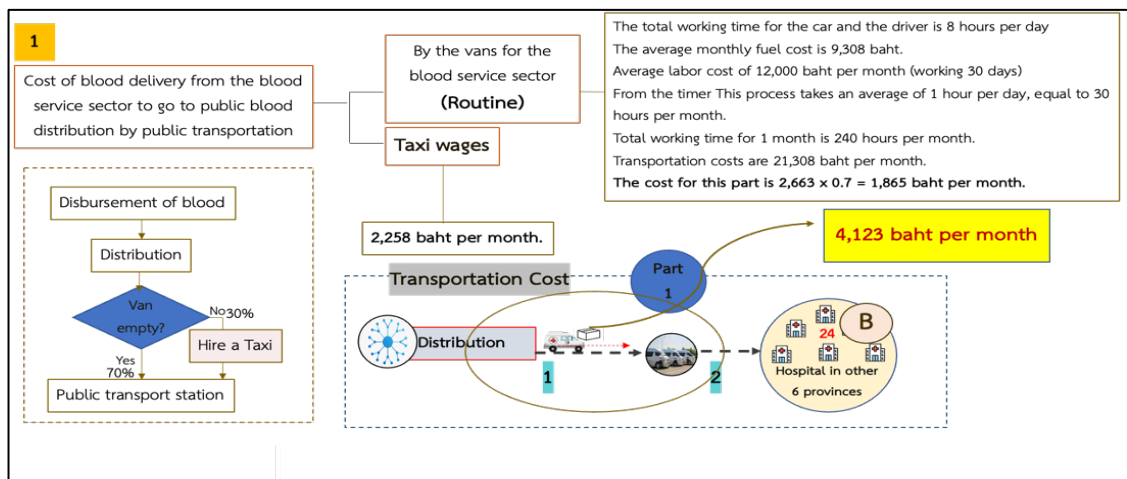 1
Cost of blood delivery from the blood
service sector to go to public blood
distribution by public transportation
By the vans for the
blood service sector
(Routine)
Taxi wages
The total working time for the car and the driver is 8 hours per day
The average monthly fuel cost is 9,308 baht.
Average labor cost of 12,000 baht per month (working 30 days)
From the timer This process takes an average of 1 hour per day, equal to 30
hours per month.
Total working time for 1 month is 240 hours per month.
Transportation costs are 21,308 baht per month.
The cost for this part is 2,663 x 0.7 = 1,865 baht per month.
2,258 baht per month.
4,123 baht per month
Disbursement of blood
Distribution
Van
empty?
No30%
Hire a Taxi
Yes
70%
Public transport station
Transportation Cost
Part
1
Distribution
1
2
24
B
Hospital in other
6 provinces